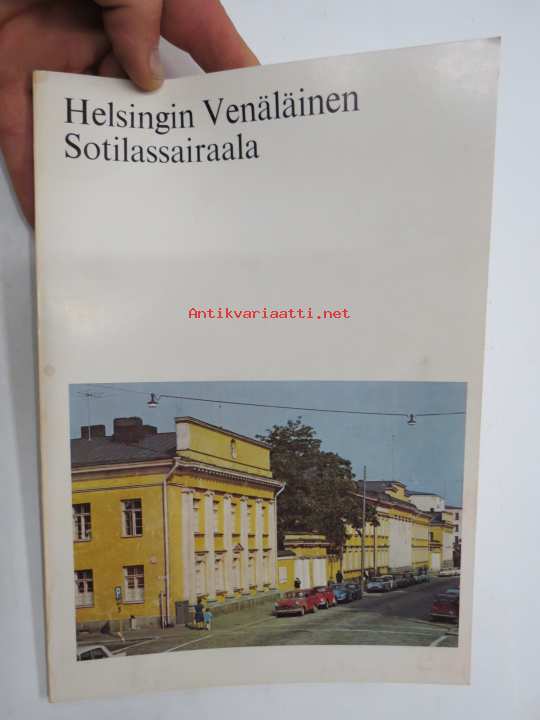 Helsingin Venäläinen
Sotilassairaala
Antikvariaatti.net